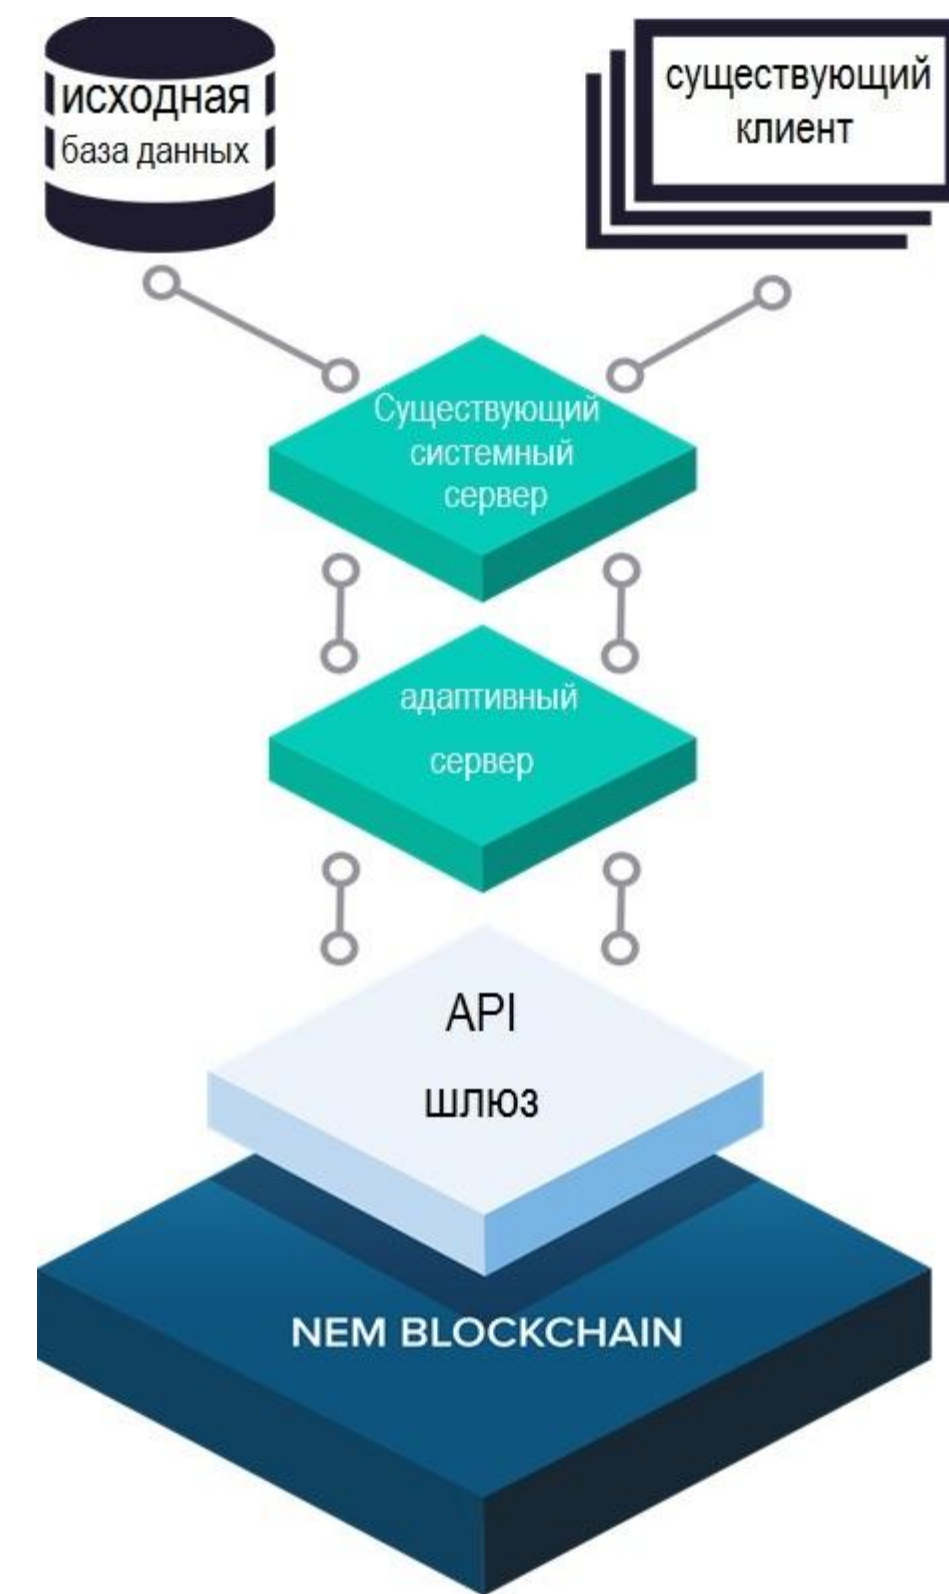 исходная
база данных
существующий
клиент
Существующий
системный
сервер
адаптивный
сервер
API
шлюз
NEM BLOCKCHAIN